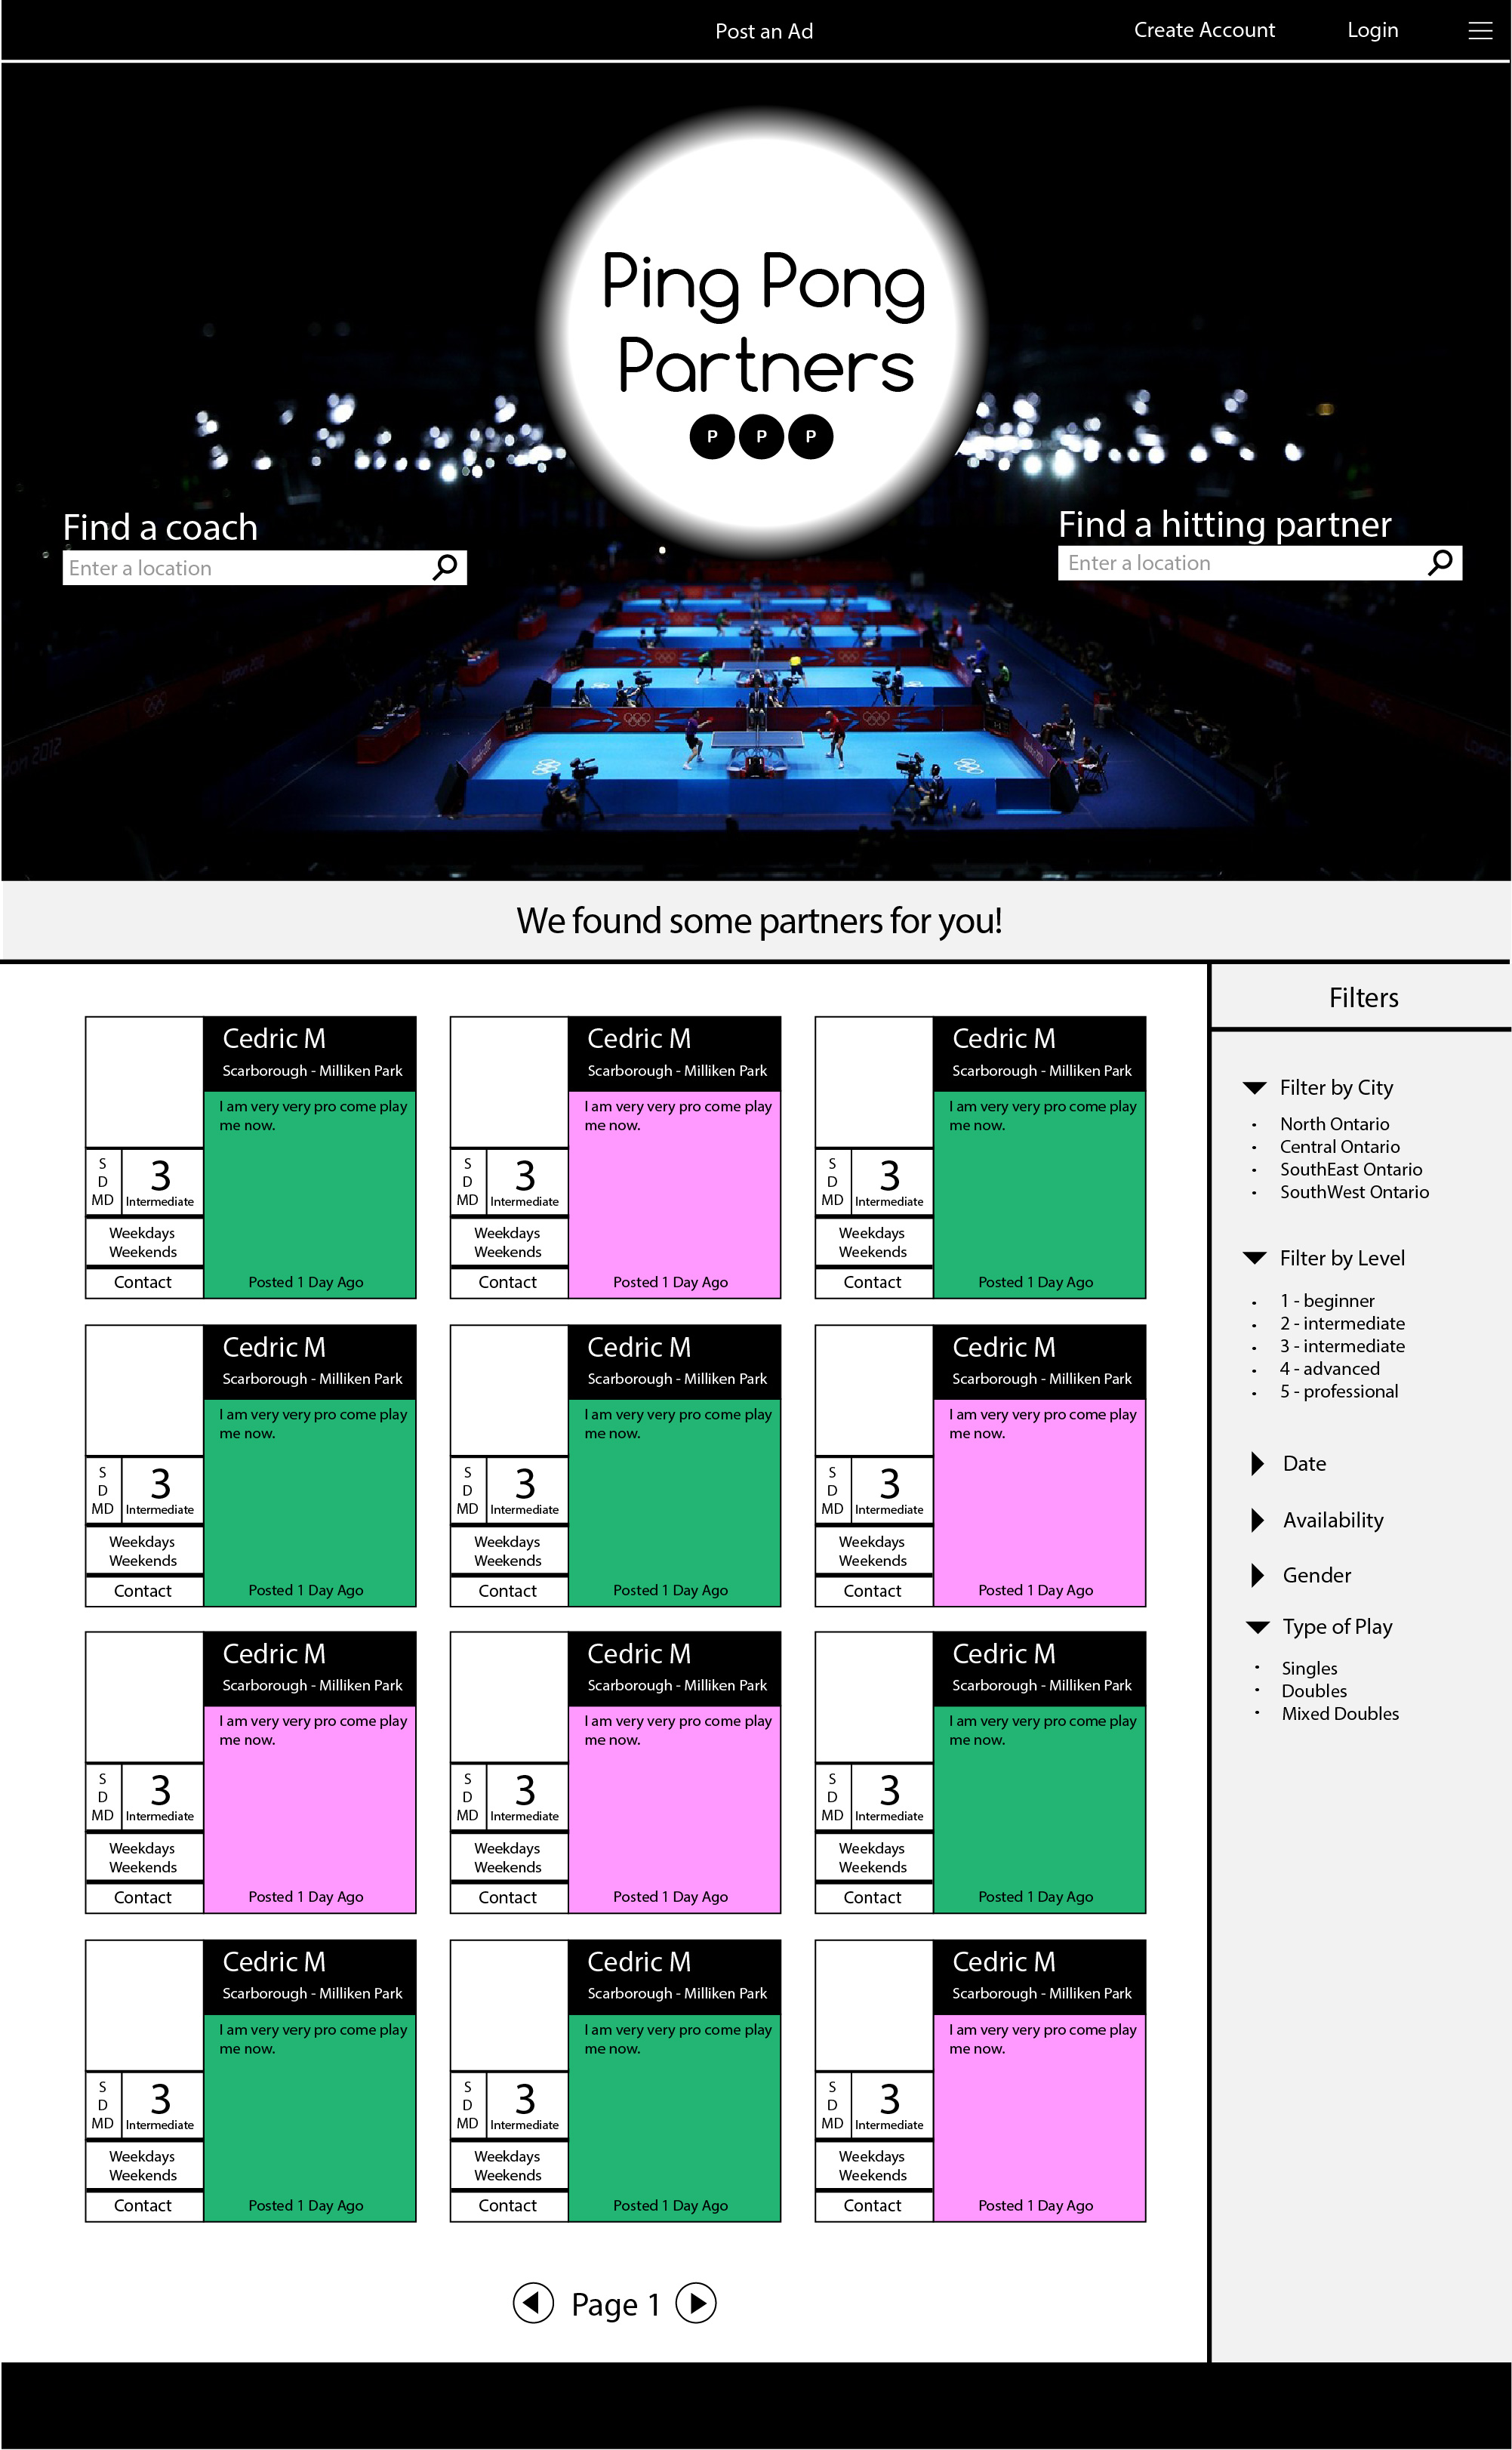 Post an Ad
Create Account
Login
Ping Pong
Partners
P P P
Find a coach
Enter a location
Find a hitting partner
Enter a location
London 2012
We found some partners for you!
Cedric M
Scarborough - Milliken Park
I am very very pro come play
me now.
S
D
MD
3
Intermediate
Weekdays
Weekends
Contact
Posted 1 Day Ago
Cedric M
Scarborough - Milliken Park
I am very very pro come play
me now.
S
D
MD
3
Intermediate
Weekdays
Weekends
Contact
Posted 1 Day Ago
Cedric M
Scarborough - Milliken Park
I am very very pro come play
me now.
S
D
MD
3
Intermediate
Weekdays
Weekends
Contact
Posted 1 Day Ago
Cedric M
Scarborough - Milliken Park
I am very very pro come play
me now.
S
D
MD
3
Intermediate
Weekdays
Weekends
Contact
Posted 1 Day Ago
Cedric M
Scarborough - Milliken Park
I am very very pro come play
me now.
S
D
MD
3
Intermediate
Weekdays
Weekends
Contact
Posted 1 Day Ago
Cedric M
Scarborough - Milliken Park
I am very very pro come play
me now.
S
D
MD
3
Intermediate
Weekdays
Weekends
Contact
Posted 1 Day Ago
Cedric M
Scarborough - Milliken Park
I am very very pro come play
me now.
S
D
MD
3
Intermediate
Weekdays
Weekends
Contact
Posted 1 Day Ago
Cedric M
Scarborough - Milliken Park
I am very very pro come play
me now.
S
D
MD
3
Intermediate
Weekdays
Weekends
Contact
Posted 1 Day Ago
Cedric M
Scarborough - Milliken Park
I am very very pro come play
me now.
S
D
MD
3
Intermediate
Weekdays
Weekends
Contact
Posted 1 Day Ago
Cedric M
Scarborough - Milliken Park
I am very very pro come play
me now.
S
D
MD
3
Intermediate
Weekdays
Weekends
Contact
Posted 1 Day Ago
Cedric M
Scarborough - Milliken Park
I am very very pro come play
me now.
S
D
MD
3
Intermediate
Weekdays
Weekends
Contact
Posted 1 Day Ago
Cedric M
Scarborough - Milliken Park
I am very very pro come play
me now.
S
D
MD
3
Intermediate
Weekdays
Weekends
Contact
Posted 1 Day Ago
Page 1
Filters
Filter by City
North Ontario
Central Ontario
SouthEast Ontario
SouthWest Ontario
Filter by Level
1 - beginner
2 - intermediate
3 - intermediate
4 - advanced
5 - professional
Date
Availability
Gender
Type of Play
Singles
Doubles
Mixed Doubles